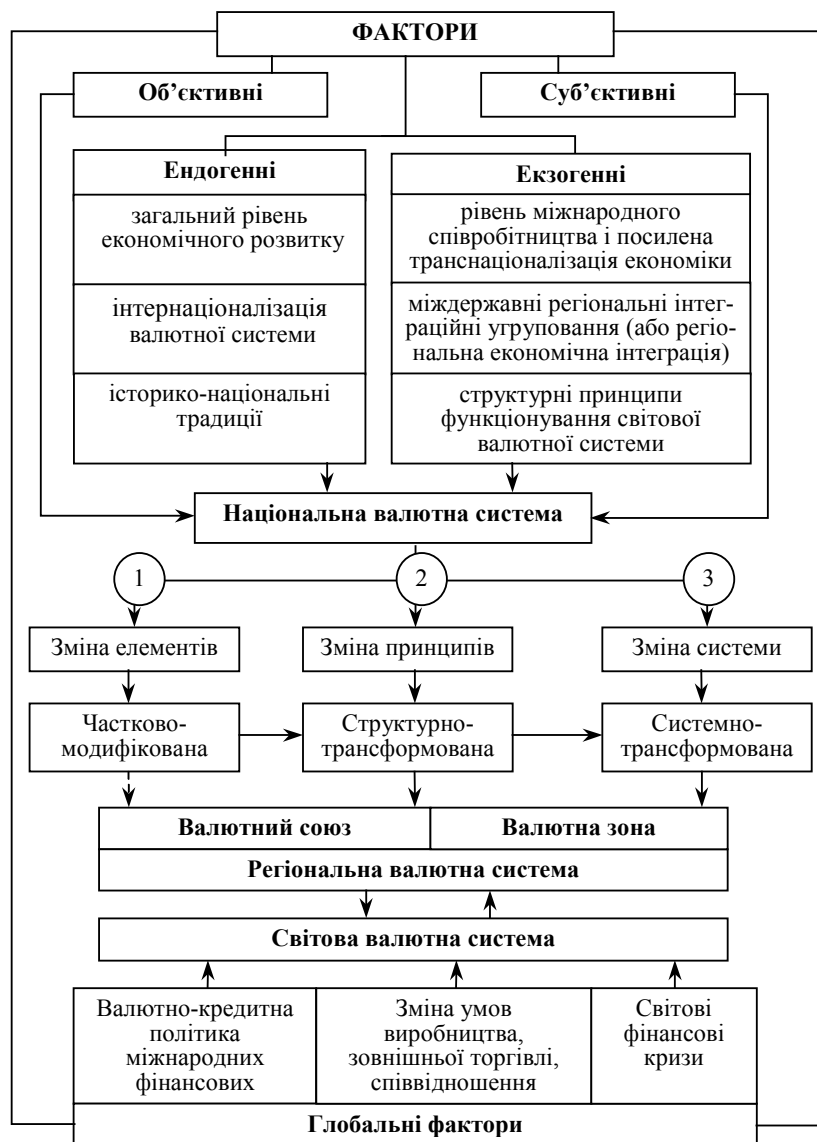 ФАКТОРИ
Об’єктивні
Суб’єктивні
Ендогенні
загальний рівень
економічного розвитку
інтернаціоналізація
валютної системи
історико-національні
традиції
Екзогенні
рівень міжнародного
співробітництва і посилена
транснаціоналізація економіки
міждержавні регіональні інтег-
раційні угруповання (або регіо-
нальна економічна інтеграція)
структурні принципи
функціонування світової
валютної системи
Національна валютна система
1
2
3
Зміна елементів
Зміна принципів
Зміна системи
Частково-
модифікована
Структурно-
трансформована
Системно-
трансформована
Валютний союз
Валютна зона
Регіональна валютна система
Світова валютна система
Валютно-кредитна
політика
міжнародних
фінансових
Зміна умов
виробництва,
зовнішньої торгівлі,
співвідношення
Світові
фінансові
кризи
Глобальні фактори